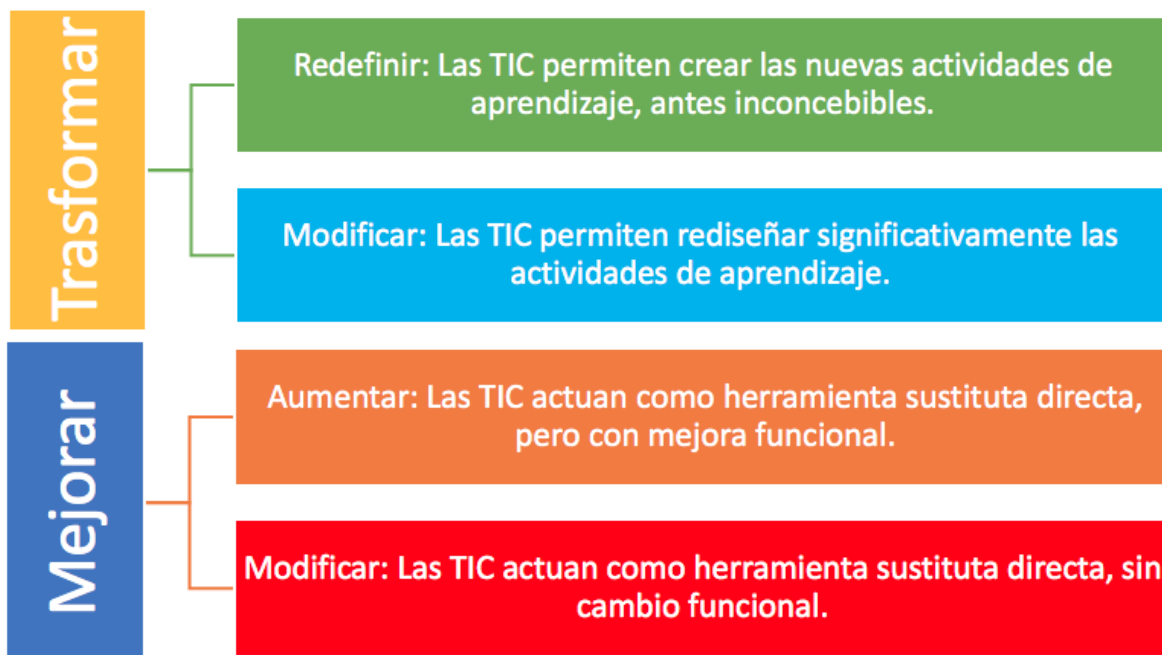 Trasformar
Redefinir: Las TIC permiten crear las nuevas actividades de
aprendizaje, antes inconcebibles.
Modificar: Las TIC permiten rediseñar significativamente las
actividades de aprendizaje.
Mejorar
Aumentar: Las TIC actuan como herramienta sustituta directa,
pero con mejora funcional.
Modificar: Las TIC actuan como herramienta sustituta directa, sin
cambio funcional.